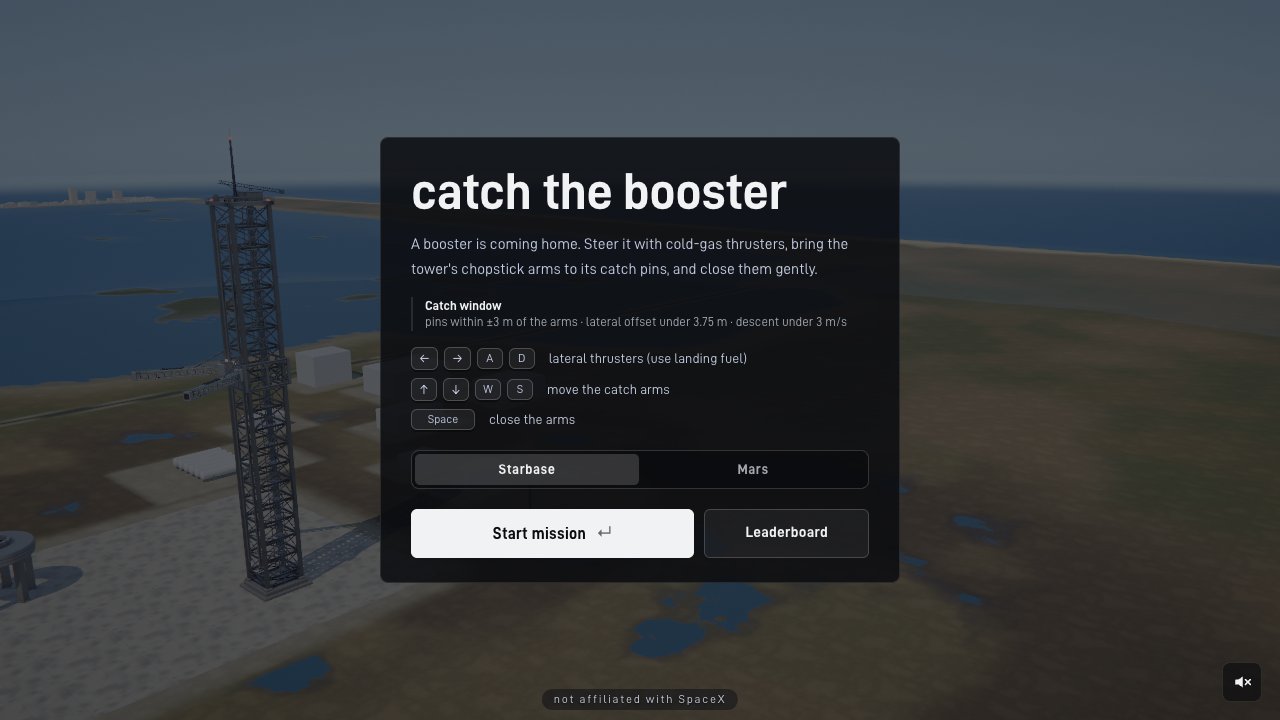 catch the booster
A booster is coming home. Steer it with cold-gas thrusters, bring the
tower's chopstick arms to its catch pins, and close them gently.
Catch window
pins within ±3 m of the arms · lateral offset under 3.75 m · descent under 3 m/s
← → A D lateral thrusters (use landing fuel)
↑ ↓ W S move the catch arms
Space close the arms
Starbase Mars
Start mission ↵ Leaderboard
not affiliated with SpaceX